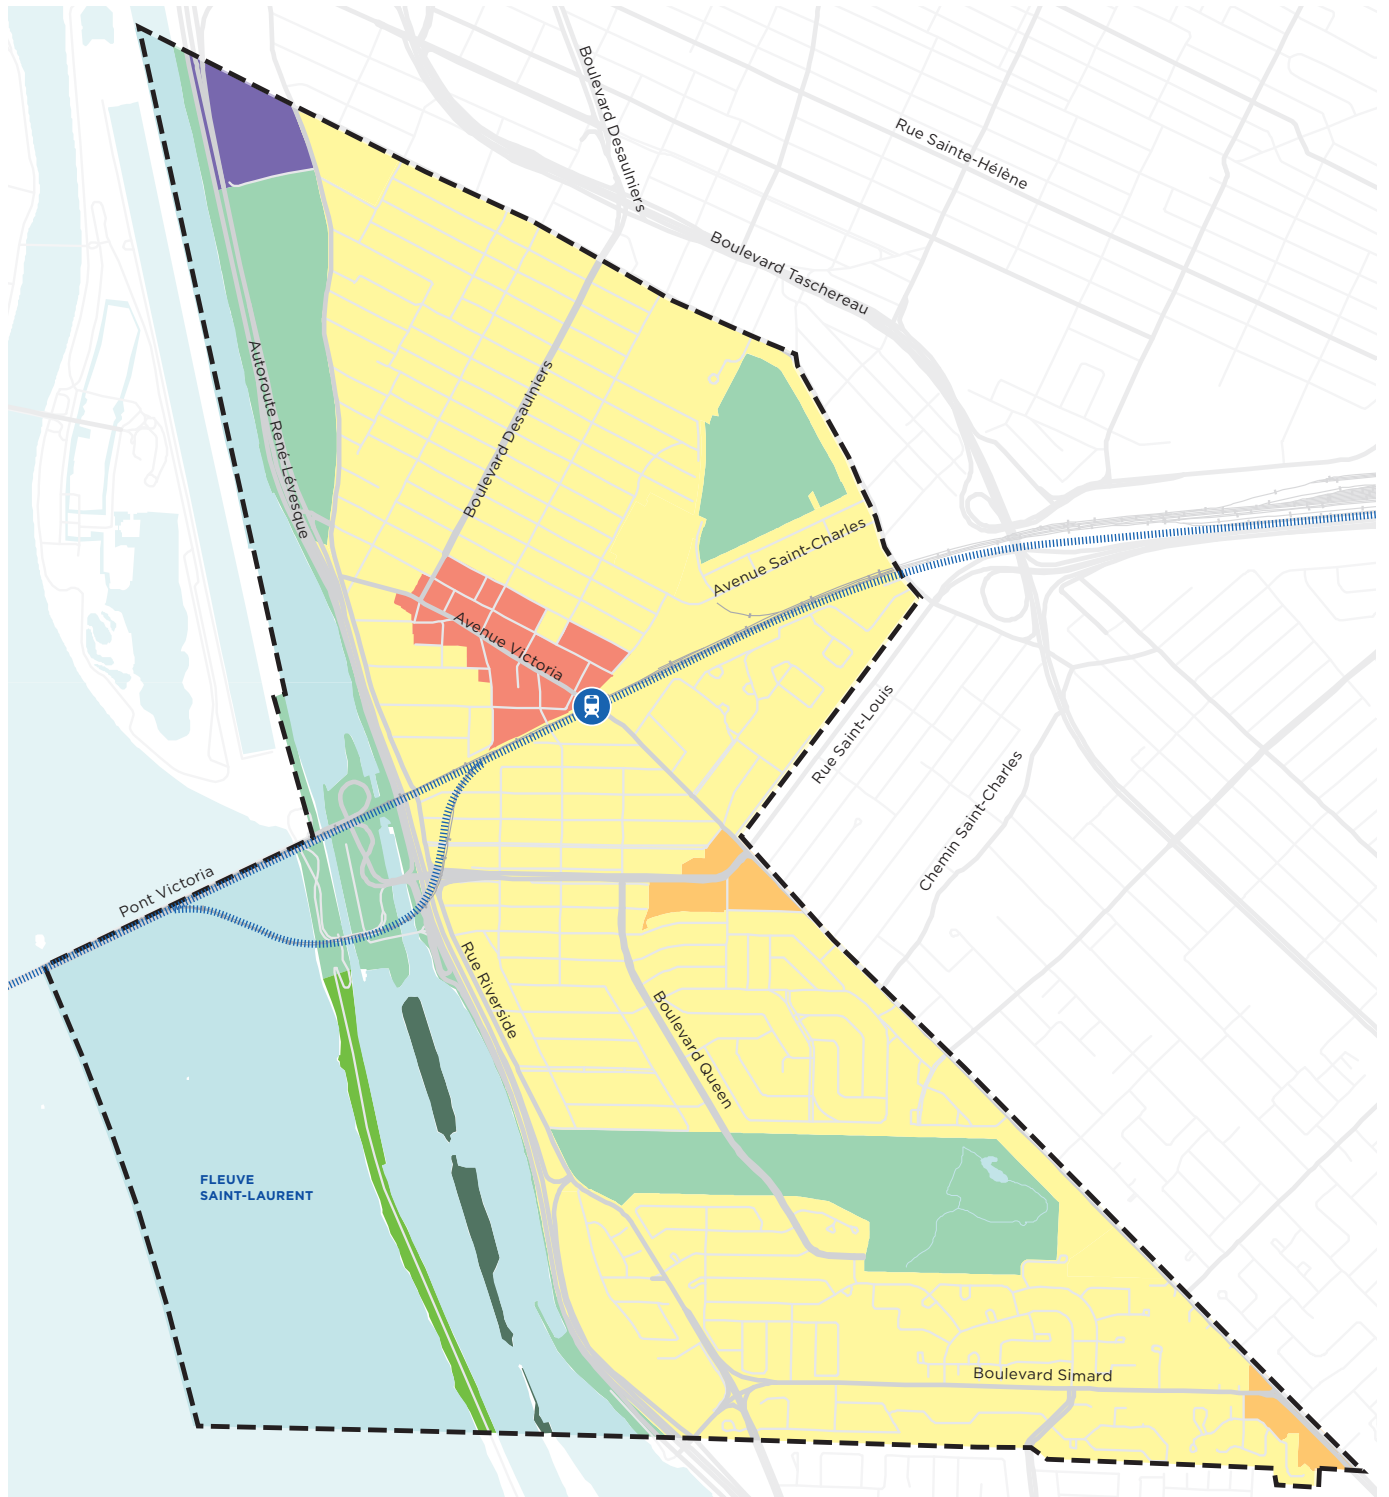 Boulevard Desaulniers
Rue Sainte-Hélène
Boulevard Taschereau
Autoroute René-Lévesque
Boulevard Desaulniers
Avenue Saint-Charles
Avenue Victoria
Rue Saint-Louis
Chemin Saint-Charles
Pont Victoria
Rue Riverside
Boulevard Queen
FLEUVE
SAINT-LAURENT
Boulevard Simard